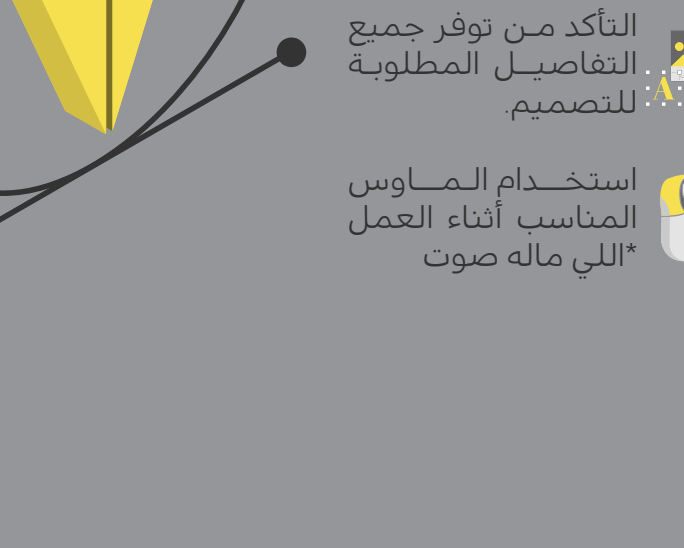 التأكد من توفر جميع
التفاصيل المطلوبة
للتصميم.
استخدام الماوس
المناسب أثناء العمل
*اللي ماله صوت
A